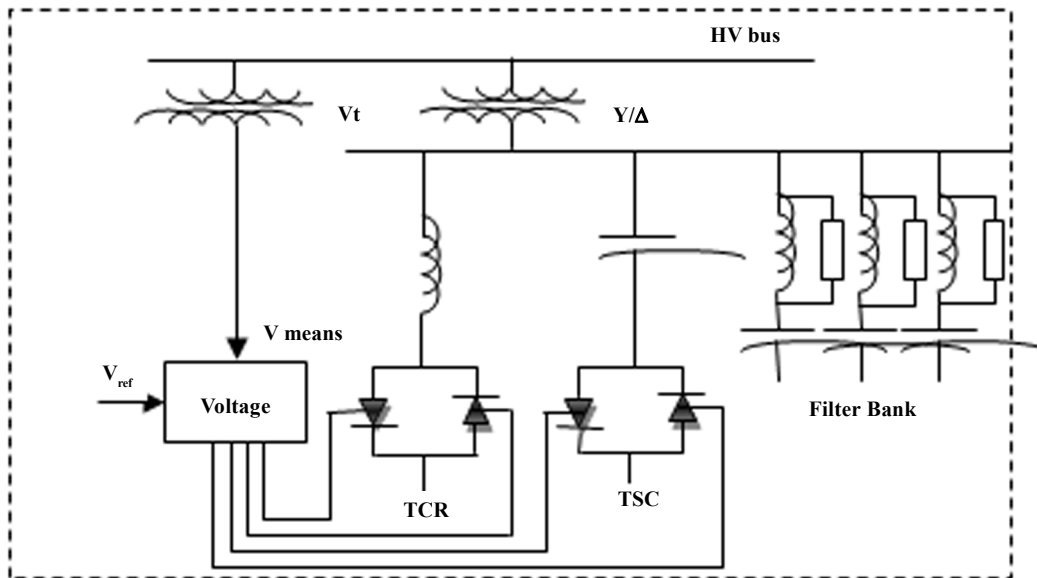 HV bus
Vt
Y/Δ
V means
Vref
Voltage
Filter Bank
TCR
TSC